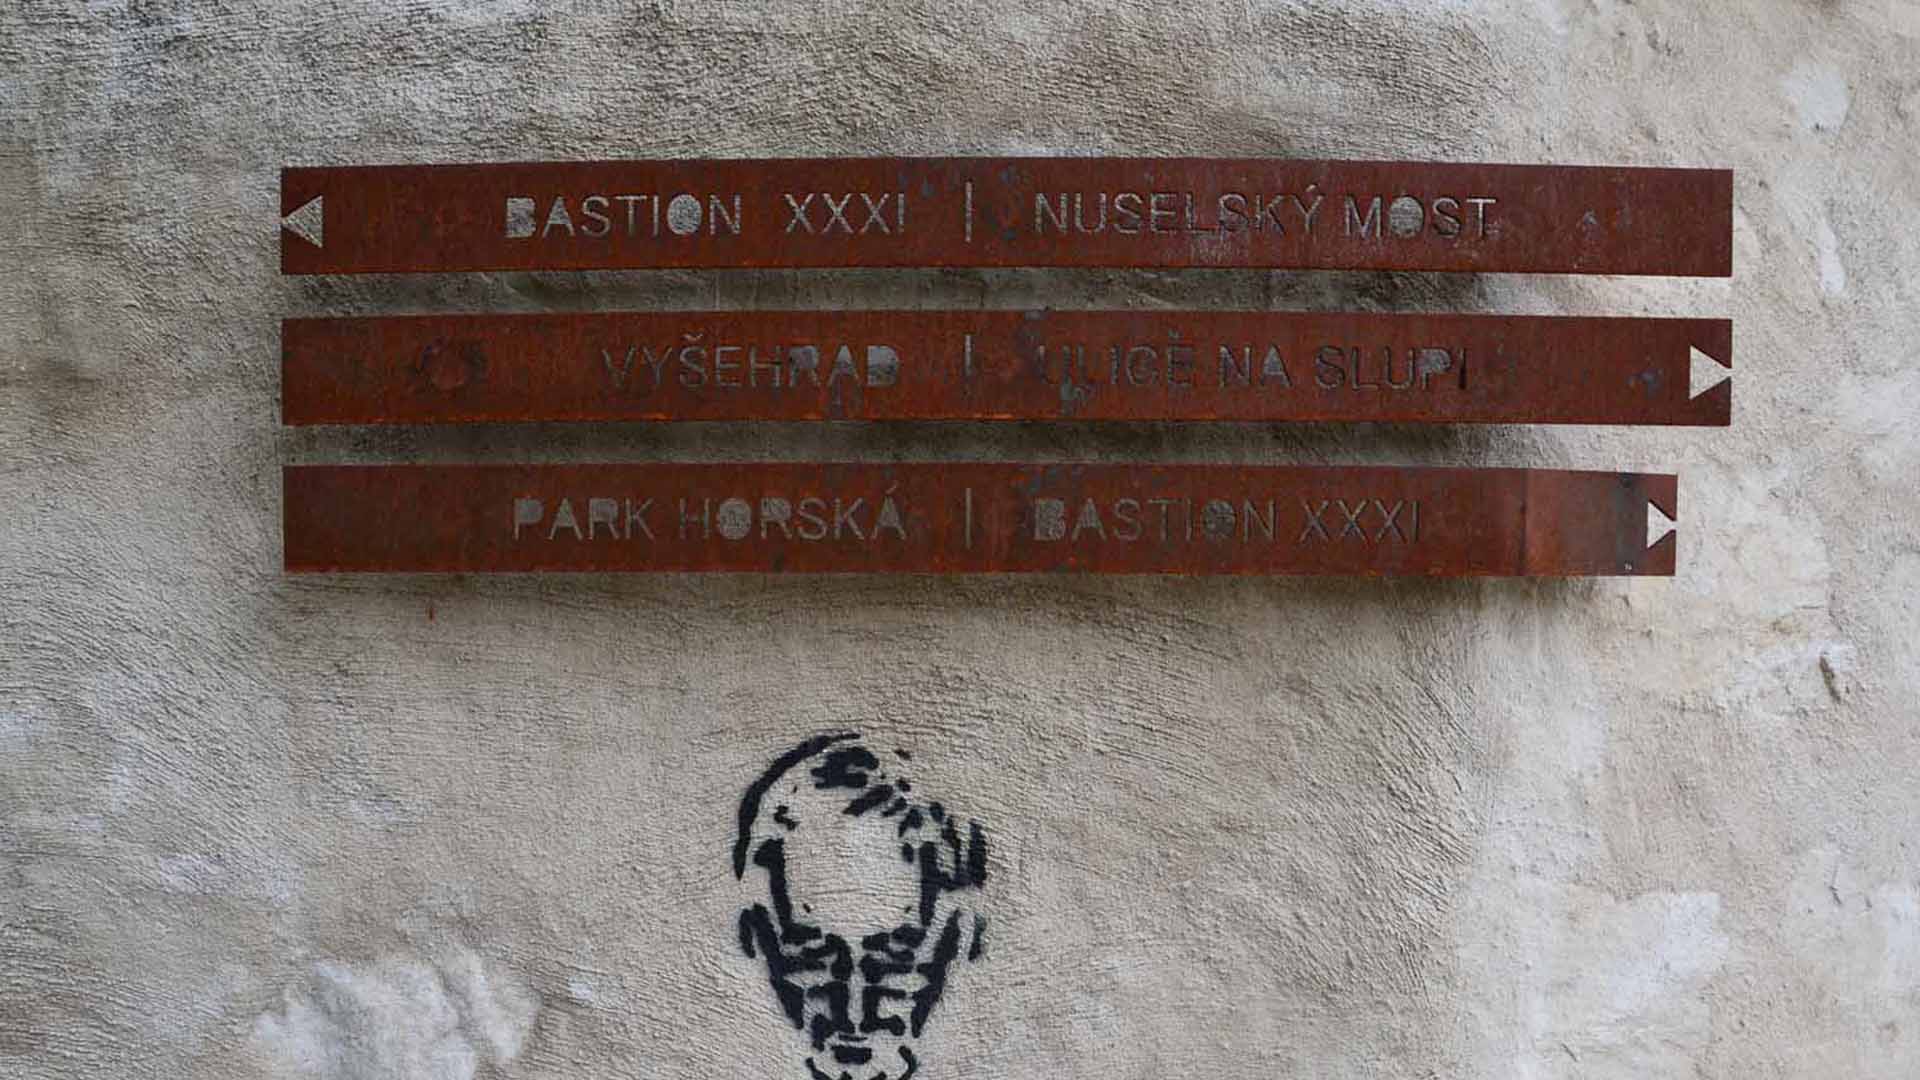 BASTION XXXI | NUSELSKÝ MOST
VYŠEHRAD | ULICE NA SLUPI
PARK HORSKÁ | BASTION XXXI